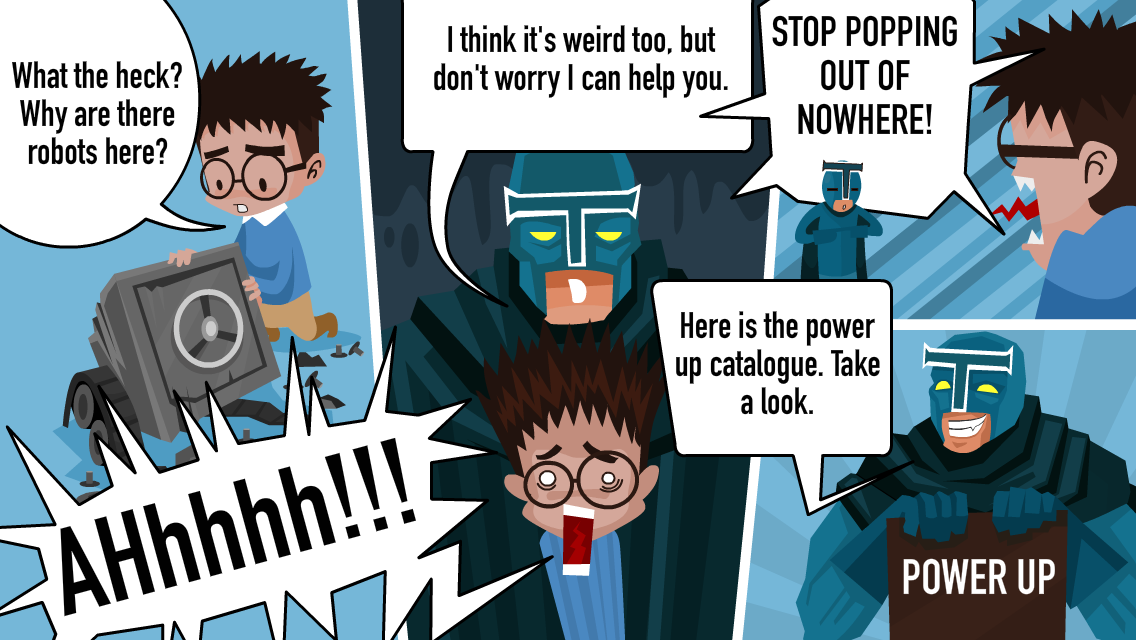 What the heck?
Why are there
robots here?
AHhhhh!!!
I think it's weird too, but
don't worry I can help you.
STOP POPPING
OUT OF
NOWHERE!
Here is the power
up catalogue. Take
a look.
POWER UP